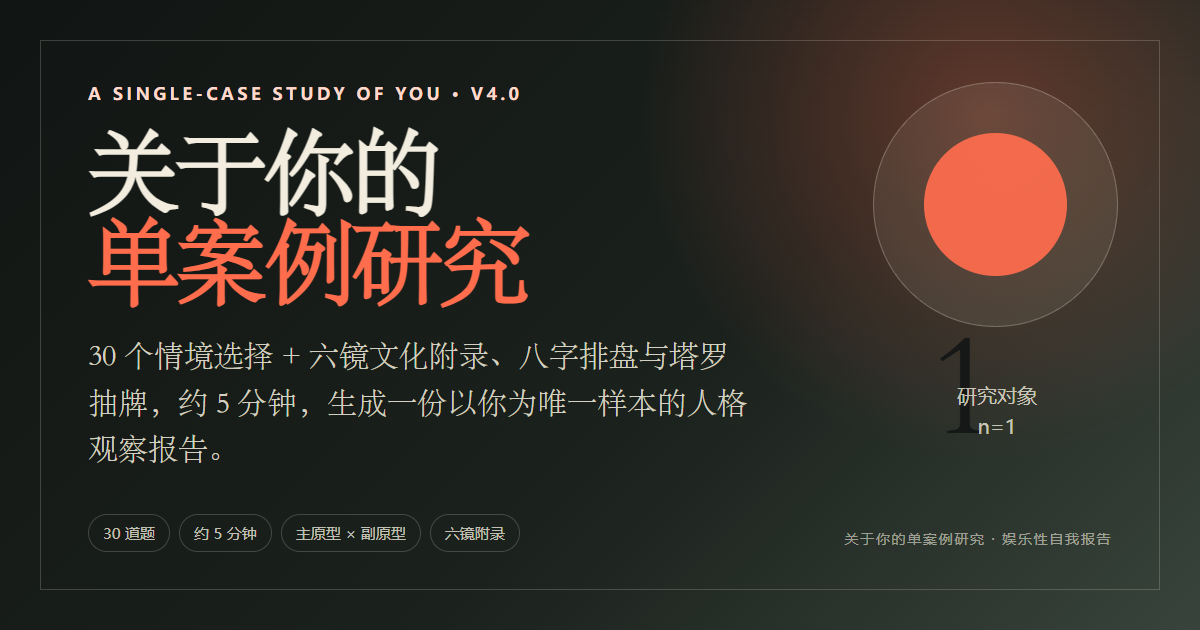 A SINGLE-CASE STUDY OF YOU • V4.0
关于你的
单案例研究
30 个情境选择 + 六镜文化附录、八字排盘与塔罗
抽牌，约 5 分钟，生成一份以你为唯一样本的人格
观察报告。
30 道题
约 5 分钟
主原型 × 副原型
六镜附录
1
研究对象
n=1
关于你的单案例研究 · 娱乐性自我报告